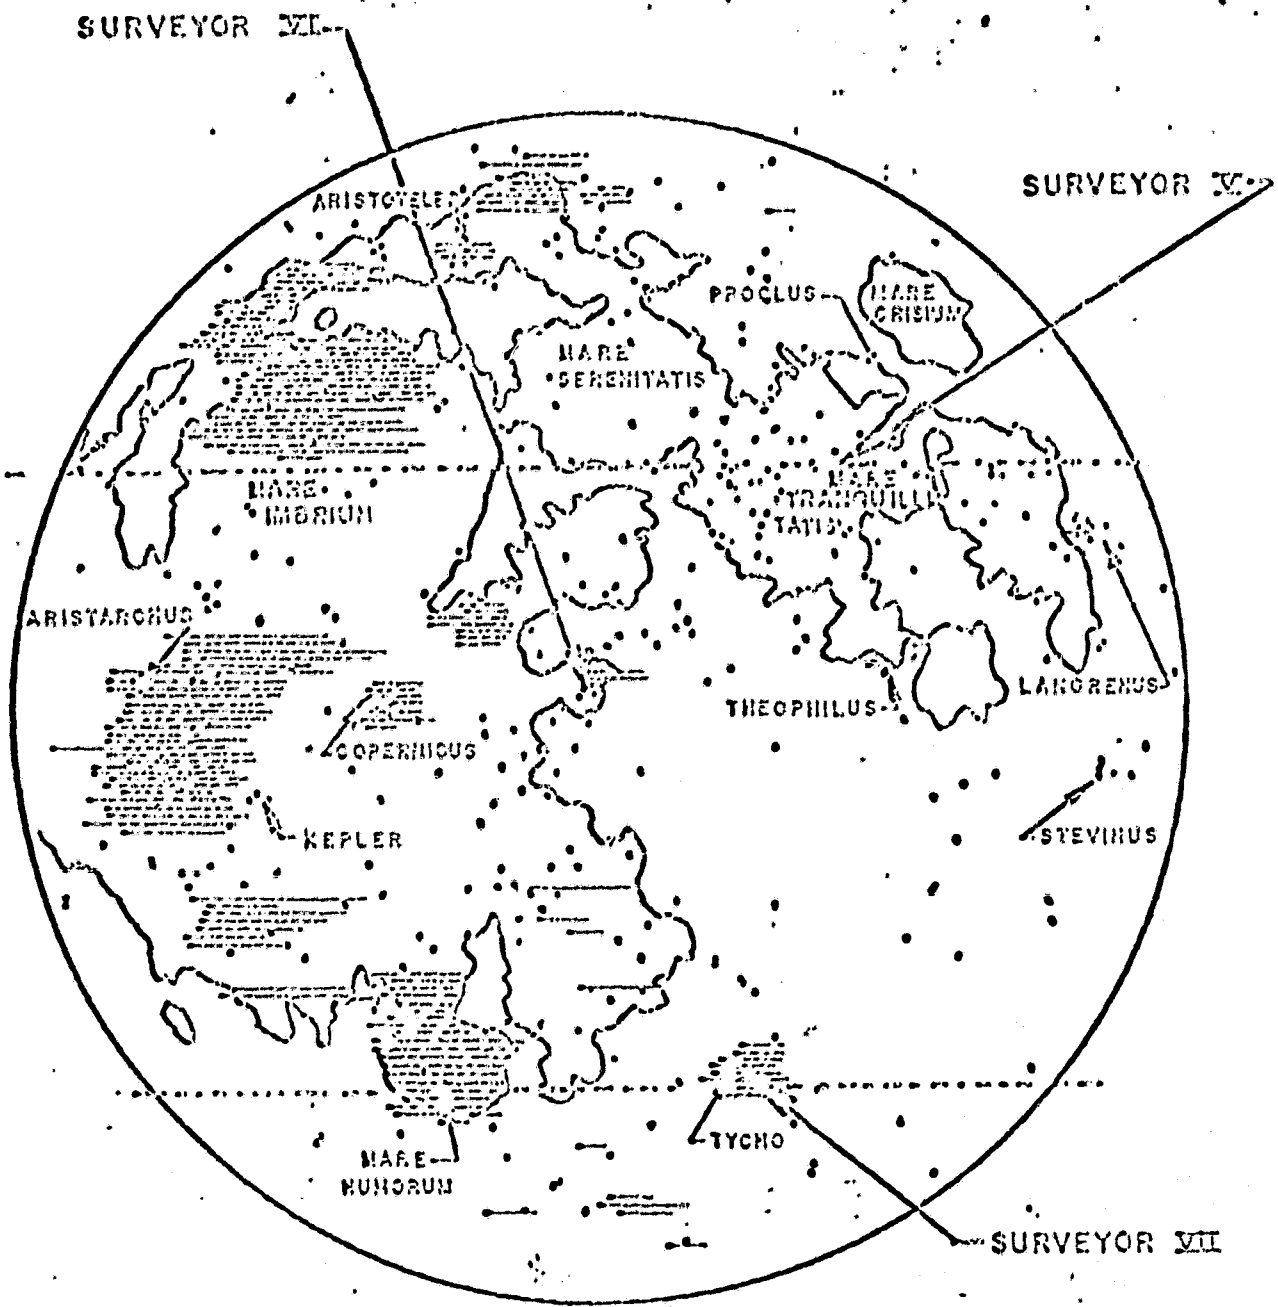 SURVEYOR VI
SURVEYOR V
ARISTOTELES
PROCLUS
MARE
CRISIUM
MARE
SERENITATIS
MARE
IMBRIUM
MARE
TRANQUILLI
TATIS
ARISTARCHUS
LANGRENUS
THEOPHILUS
COPERNICUS
KEPLER
STEVINUS
TYCHO
MARE
HUMORUM
SURVEYOR VII